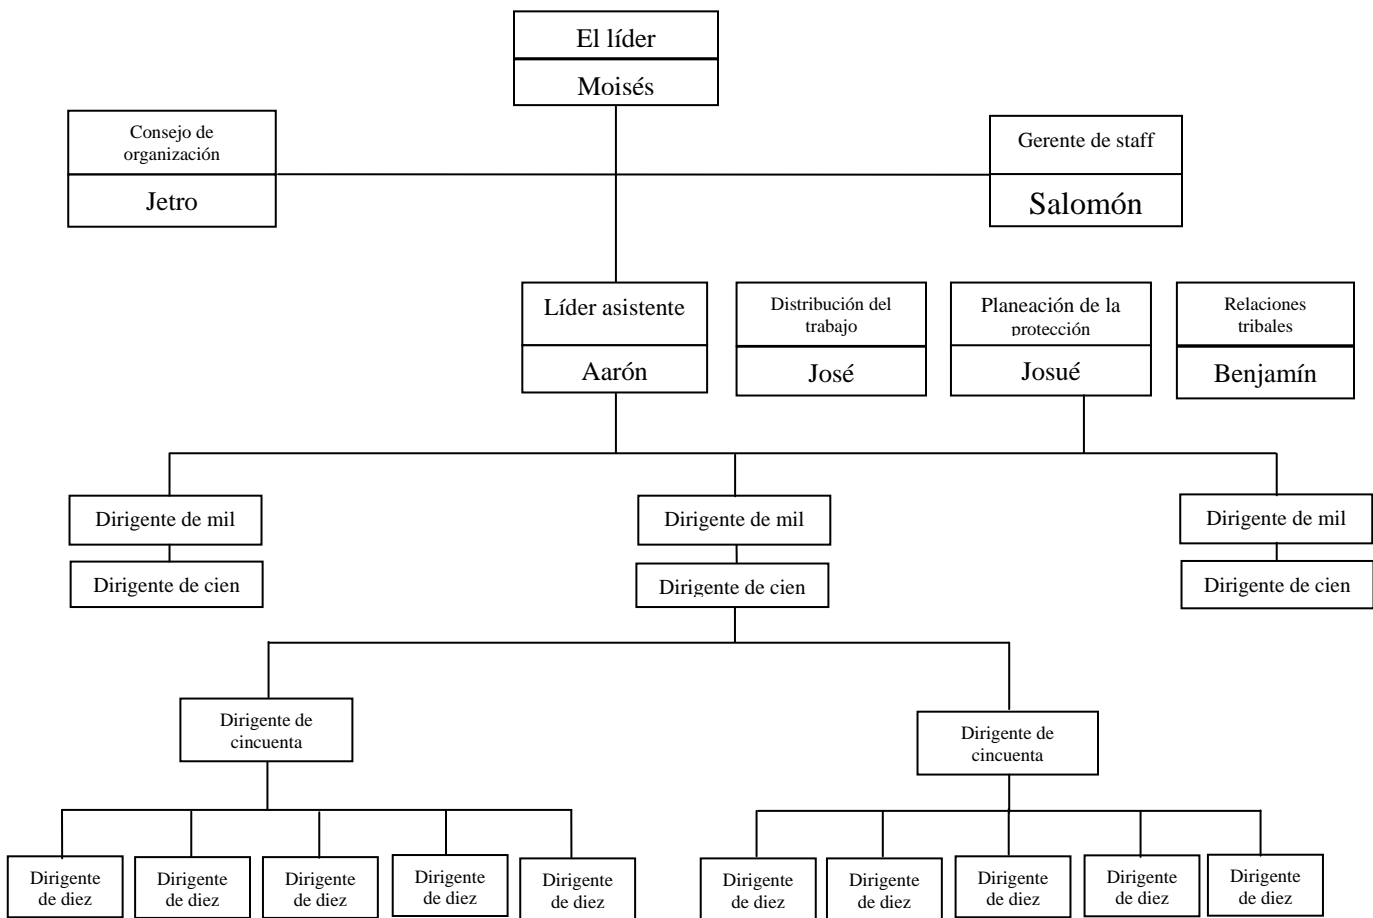 El líder
Moisés
Consejo de
organización
Jetro
Gerente de staff
Salomón
Líder asistente
Aarón
Distribución del
trabajo
José
Planeación de la
protección
Josué
Relaciones
tribales
Benjamín
Dirigente de mil
Dirigente de mil
Dirigente de mil
Dirigente de cien
Dirigente de cien
Dirigente de cien
Dirigente de
cincuenta
Dirigente de
cincuenta
Dirigente
de diez
Dirigente
de diez
Dirigente
de diez
Dirigente
de diez
Dirigente
de diez
Dirigente
de diez
Dirigente
de diez
Dirigente
de diez
Dirigente
de diez
Dirigente
de diez